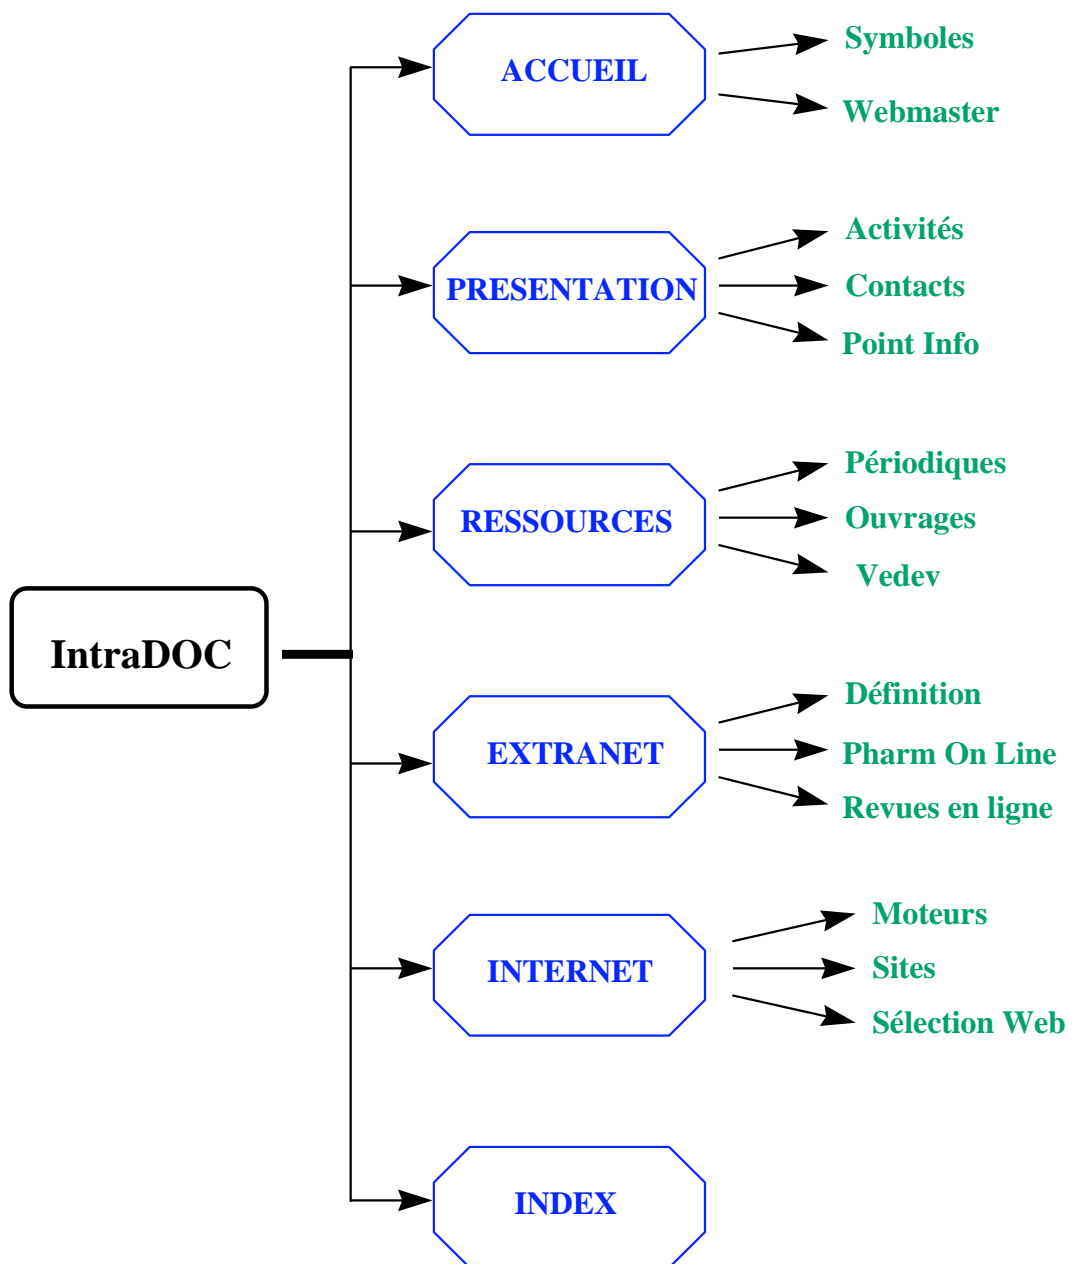 Symboles
ACCUEIL
Webmaster
Activités
PRESENTATION
Contacts
Point Info
Périodiques
RESSOURCES
Ouvrages
Vedev
IntraDOC
Définition
EXTRANET
Pharm On Line
Revues en ligne
Moteurs
INTERNET
Sites
Sélection Web
INDEX